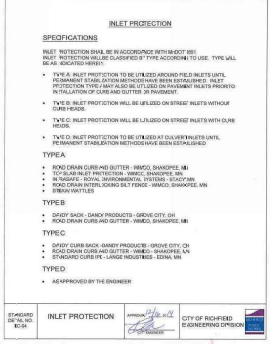 INLET PROTECTION
SPECIFICATIONS
INLET PROTECTION SHALL BE IN ACCORDANCE WITH MNDOT 3891
INLET PROTECTION WILL BE CLASSIFIED BY TYPE ACCORDING TO USE. TYPE WILL
BE AS INDICATED HEREIN:
• TYPE A: INLET PROTECTION TO BE UTILIZED AROUND FIELD INLETS UNTIL
PERMANENT STABILIZATION METHODS HAVE BEEN ESTABLISHED. INLET
PROTECTION TYPE A MAY ALSO BE UTILIZED ON PAVEMENT INLETS PRIOR TO
INSTALLATION OF CURB AND GUTTER OR PAVEMENT.
• TYPE B: INLET PROTECTION WILL BE UTILIZED ON STREET INLETS WITHOUT
CURB HEADS.
• TYPE C: INLET PROTECTION WILL BE UTILIZED ON STREET INLETS WITH CURB
HEADS.
• TYPE D: INLET PROTECTION TO BE UTILIZED AT CULVERT INLETS UNTIL
PERMANENT STABILIZATION METHODS HAVE BEEN ESTABLISHED
TYPE A
• ROAD DRAIN CURB AND GUTTER - WIMCO, SHAKOPEE, MN
• TOP SLAB INLET PROTECTION - WIMCO, SHAKOPEE, MN
• INFRASAFE - ROYAL ENVIRONMENTAL SYSTEMS - STACY, MN
• ROAD DRAIN INTERLOCKING SILT FENCE - WIMCO, SHAKOPEE, MN
• STRAW WATTLES
TYPE B
• DANDY SACK - DANDY PRODUCTS - GROVE CITY, OH
• ROAD DRAIN CURB AND GUTTER - WIMCO, SHAKOPEE, MN
TYPE C
• DANDY CURB SACK - DANDY PRODUCTS - GROVE CITY, OH
• ROAD DRAIN CURB AND GUTTER - WIMCO - SHAKOPEE, MN
• STANDARD CURB IPE - LANGE INDUSTRIES - EDINA, MN
TYPE D
• AS APPROVED BY THE ENGINEER
STANDARD
DETAIL NO.
EC-04
INLET PROTECTION
APPROVAL
ENGINEER
CITY OF RICHFIELD
ENGINEERING DIVISION